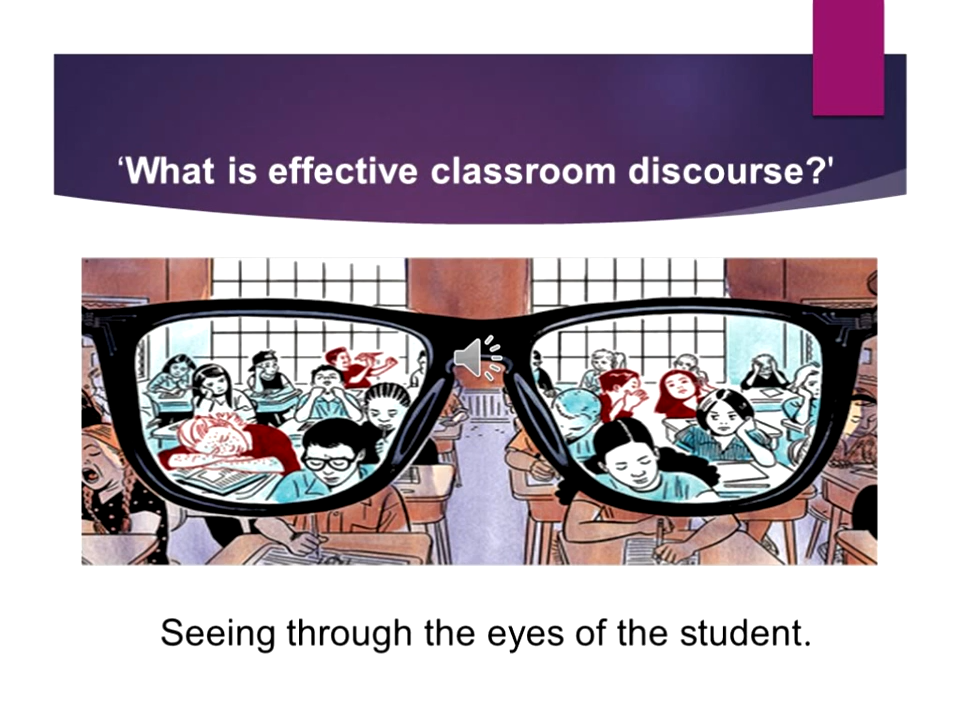 ‘What is effective classroom discourse?'
Seeing through the eyes of the student.